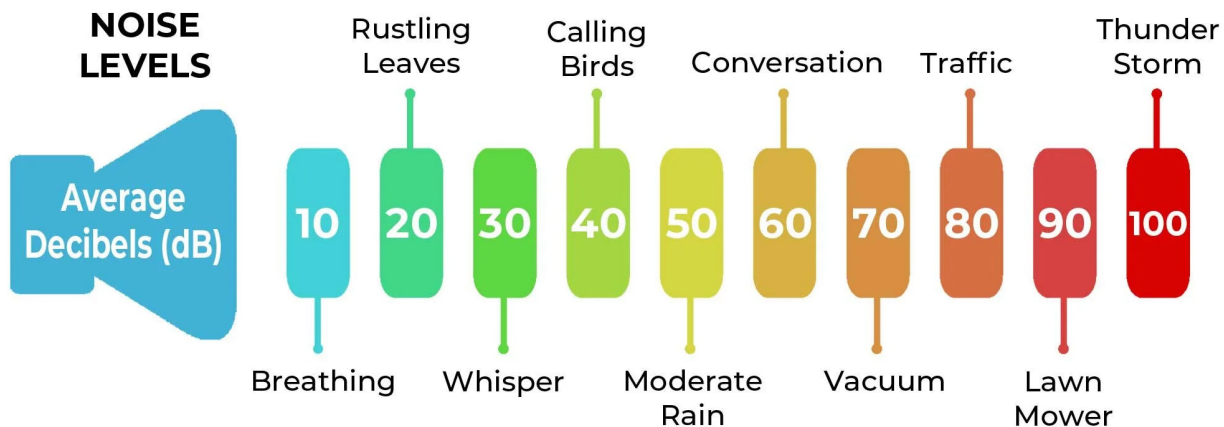 NOISE
LEVELS
Average
Decibels (dB)
Rustling
Leaves
Calling
Birds
Conversation
Traffic
Thunder
Storm
10 20 30 40 50 60 70 80 90 100
Breathing
Whisper
Moderate
Rain
Vacuum
Lawn
Mower